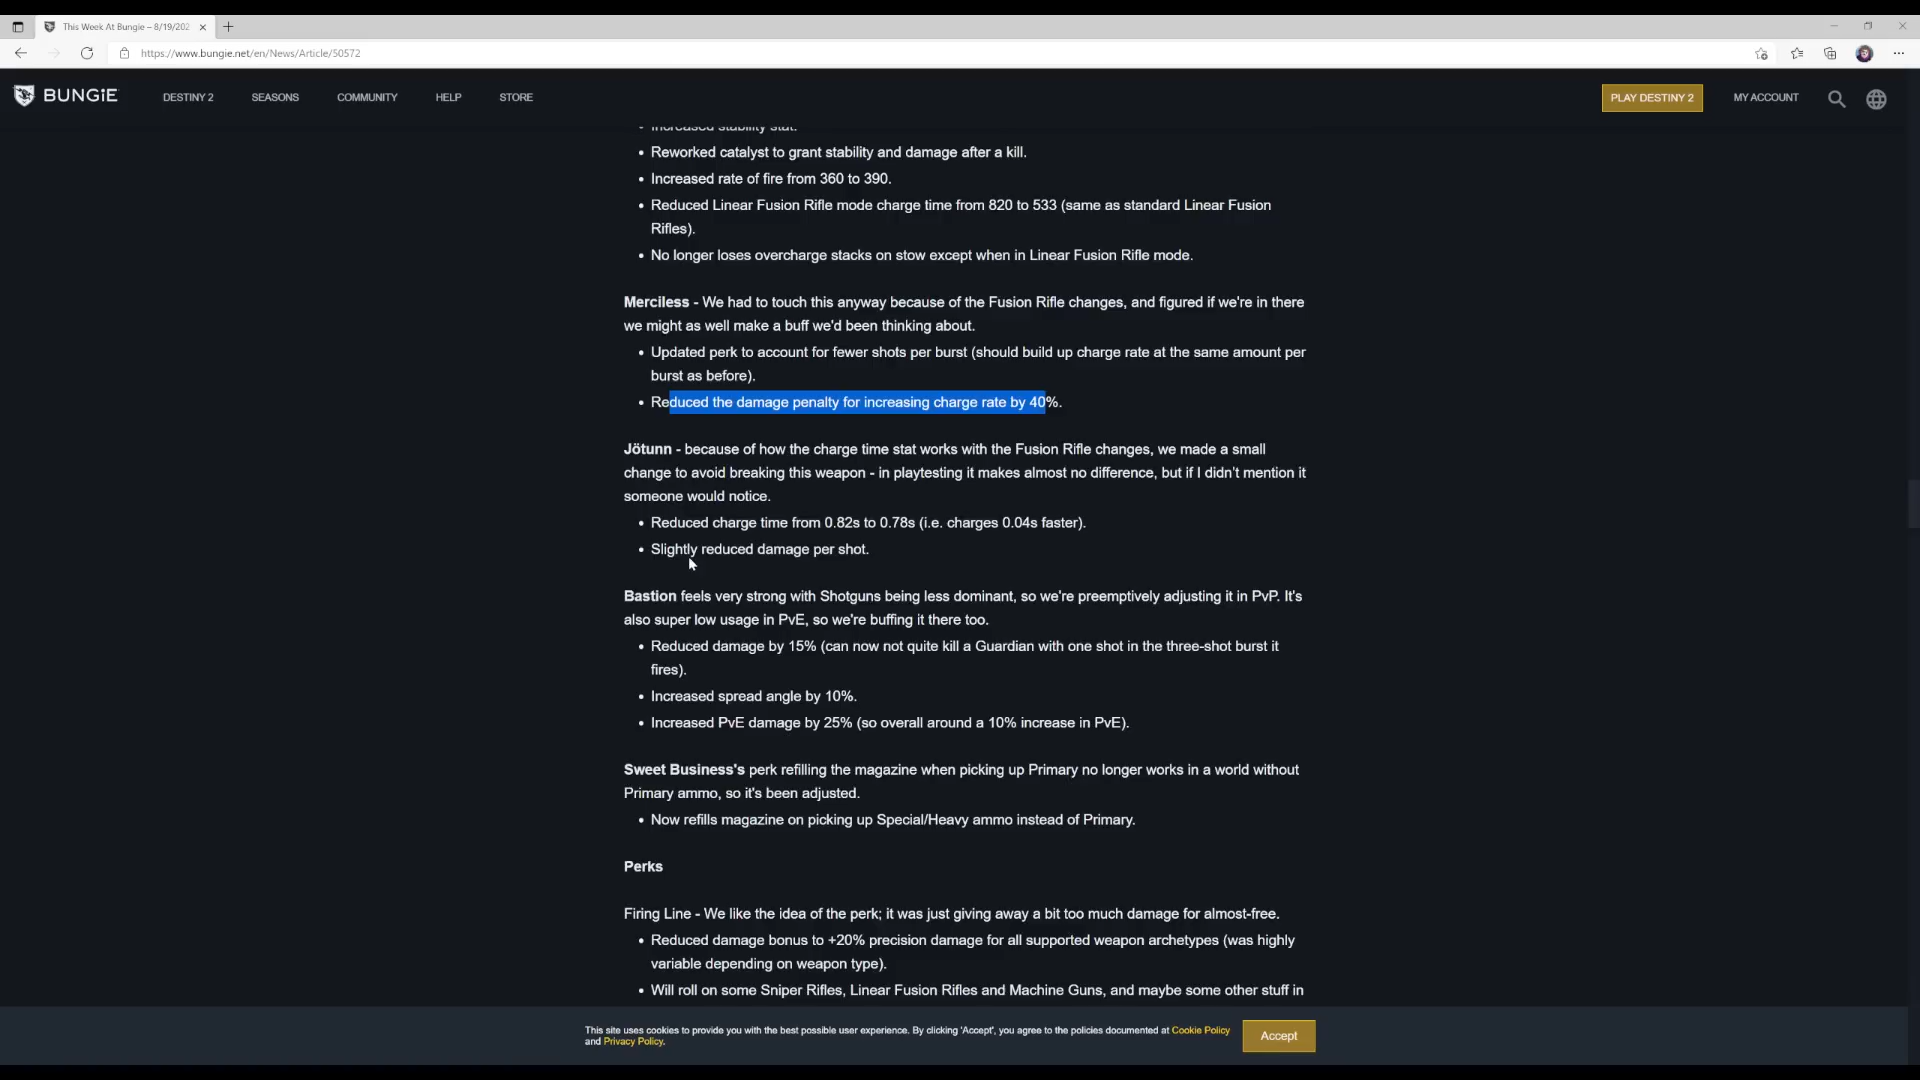 This Week At Bungie – 8/19/202
https://www.bungie.net/en/News/Article/50572
BUNGiE
DESTINY 2
SEASONS
COMMUNITY
HELP
STORE
PLAY DESTINY 2
MY ACCOUNT
• Increased stability stat.
• Reworked catalyst to grant stability and damage after a kill.
• Increased rate of fire from 360 to 390.
• Reduced Linear Fusion Rifle mode charge time from 820 to 533 (same as standard Linear Fusion
Rifles).
• No longer loses overcharge stacks on stow except when in Linear Fusion Rifle mode.
Merciless - We had to touch this anyway because of the Fusion Rifle changes, and figured if we're in there
we might as well make a buff we'd been thinking about.
• Updated perk to account for fewer shots per burst (should build up charge rate at the same amount per
burst as before).
• Reduced the damage penalty for increasing charge rate by 40%.
Jötunn - because of how the charge time stat works with the Fusion Rifle changes, we made a small
change to avoid breaking this weapon - in playtesting it makes almost no difference, but if I didn't mention it
someone would notice.
• Reduced charge time from 0.82s to 0.78s (i.e. charges 0.04s faster).
• Slightly reduced damage per shot.
Bastion feels very strong with Shotguns being less dominant, so we're preemptively adjusting it in PvP. It's
also super low usage in PvE, so we're buffing it there too.
• Reduced damage by 15% (can now not quite kill a Guardian with one shot in the three-shot burst it
fires).
• Increased spread angle by 10%.
• Increased PvE damage by 25% (so overall around a 10% increase in PvE).
Sweet Business's perk refilling the magazine when picking up Primary no longer works in a world without
Primary ammo, so it's been adjusted.
• Now refills magazine on picking up Special/Heavy ammo instead of Primary.
Perks
Firing Line - We like the idea of the perk; it was just giving away a bit too much damage for almost-free.
• Reduced damage bonus to +20% precision damage for all supported weapon archetypes (was highly
variable depending on weapon type).
• Will roll on some Sniper Rifles, Linear Fusion Rifles and Machine Guns, and maybe some other stuff in
This site uses cookies to provide you with the best possible user experience. By clicking 'Accept', you agree to the policies documented at Cookie Policy
and Privacy Policy.
Accept